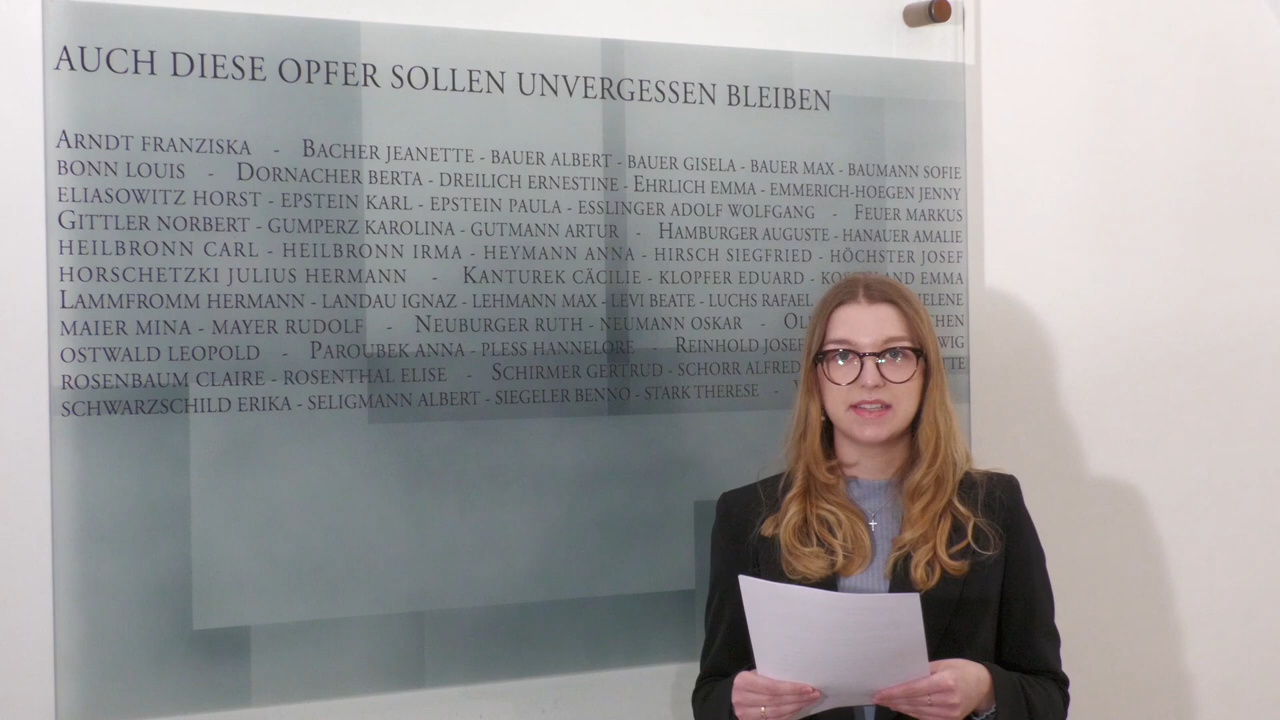 AUCH DIESE OPFER SOLLEN UNVERGESSEN BLEIBEN
ARNDT FRANZISKA - BACHER JEANETTE - BAUER ALBERT - BAUER GISELA - BAUER MAX - BAUMANN SOFIE
BONN LOUIS - DORNACHER BERTA - DREILICH ERNESTINE - EHRLICH EMMA - EMMERICH-HOEGEN JENNY
ELIASOWITZ HORST - EPSTEIN KARL - EPSTEIN PAULA - ESSLINGER ADOLF WOLFGANG - FEUER MARKUS
GITTLER NORBERT - GUMPERZ KAROLINA - GUTMANN ARTUR - HAMBURGER AUGUSTE - HANAUER AMALIE
HEILBRONN CARL - HEILBRONN IRMA - HEYMANN ANNA - HIRSCH SIEGFRIED - HÖCHSTER JOSEF
HORSCHETZKI JULIUS HERMANN - KANTUREK CÄCILIE - KLOPFER EDUARD - EMMA
LAMMFROMM HERMANN - LANDAU IGNAZ - LEHMANN MAX - LEVI BEATE - LUCHS RAFAEL
MAIER MINA - MAYER RUDOLF - NEUBURGER RUTH - NEUMANN OSKAR -
OSTWALD LEOPOLD - PAROUBEK ANNA - PLESS HANNELORE - REINHOLD JOSEF
ROSENBAUM CLAIRE - ROSENTHAL ELISE - SCHIRMER GERTRUD - SCHORR ALFRED
SCHWARZSCHILD ERIKA - SELIGMANN ALBERT - SIEGELER BENNO - STARK THERESE -